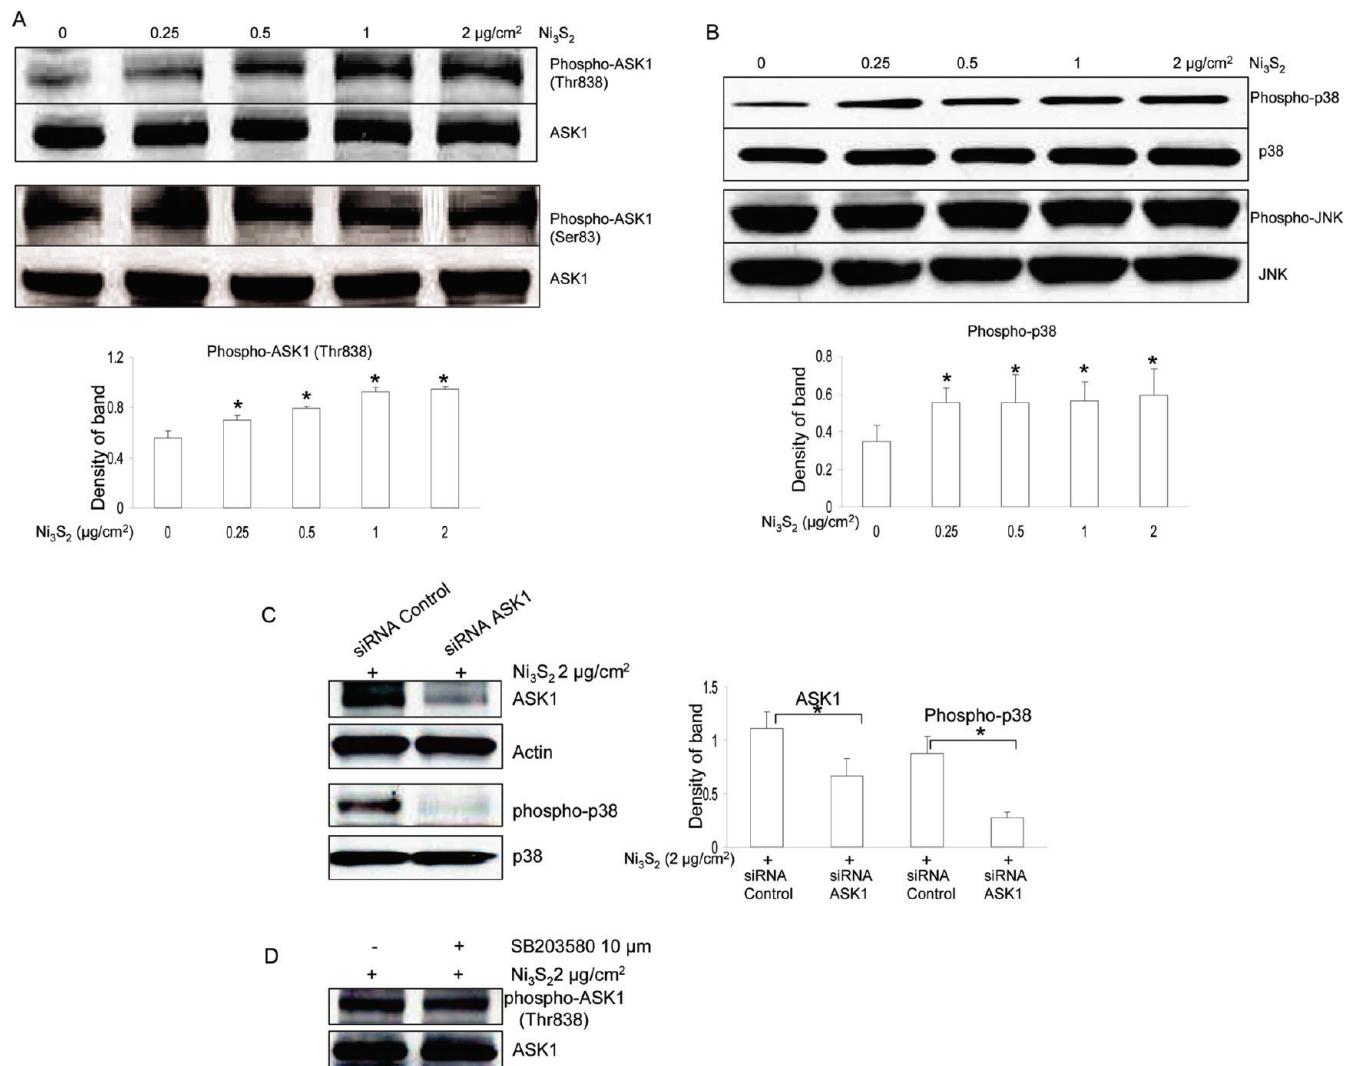 A
0 0.25 0.5 1 2 µg/cm² Ni₃S₂
Phospho-ASK1
(Thr838)
ASK1
Phospho-ASK1
(Ser83)
ASK1
Phospho-ASK1 (Thr838)
Density of band
1.2
0.8
0.4
0
Ni₃S₂ (µg/cm²) 0 0.25 0.5 1 2
* * * *
B
0 0.25 0.5 1 2 µg/cm² Ni₃S₂
Phospho-p38
p38
Phospho-JNK
JNK
Phospho-p38
Density of band
0.8
0.6
0.4
0.2
0
* * * *
Ni₃S₂ (µg/cm²) 0 0.25 0.5 1 2
C
siRNA Control
siRNA ASK1
+ + Ni₃S₂ 2 µg/cm²
ASK1
Actin
phospho-p38
p38
Density of band
1.5
1
0.5
0
ASK1
*
Phospho-p38
*
Ni₃S₂ (2 µg/cm²) + + + +
siRNA siRNA siRNA siRNA
Control ASK1 Control ASK1
D
- + SB203580 10 µm
+ + Ni₃S₂2 µg/cm²
phospho-ASK1
(Thr838)
ASK1